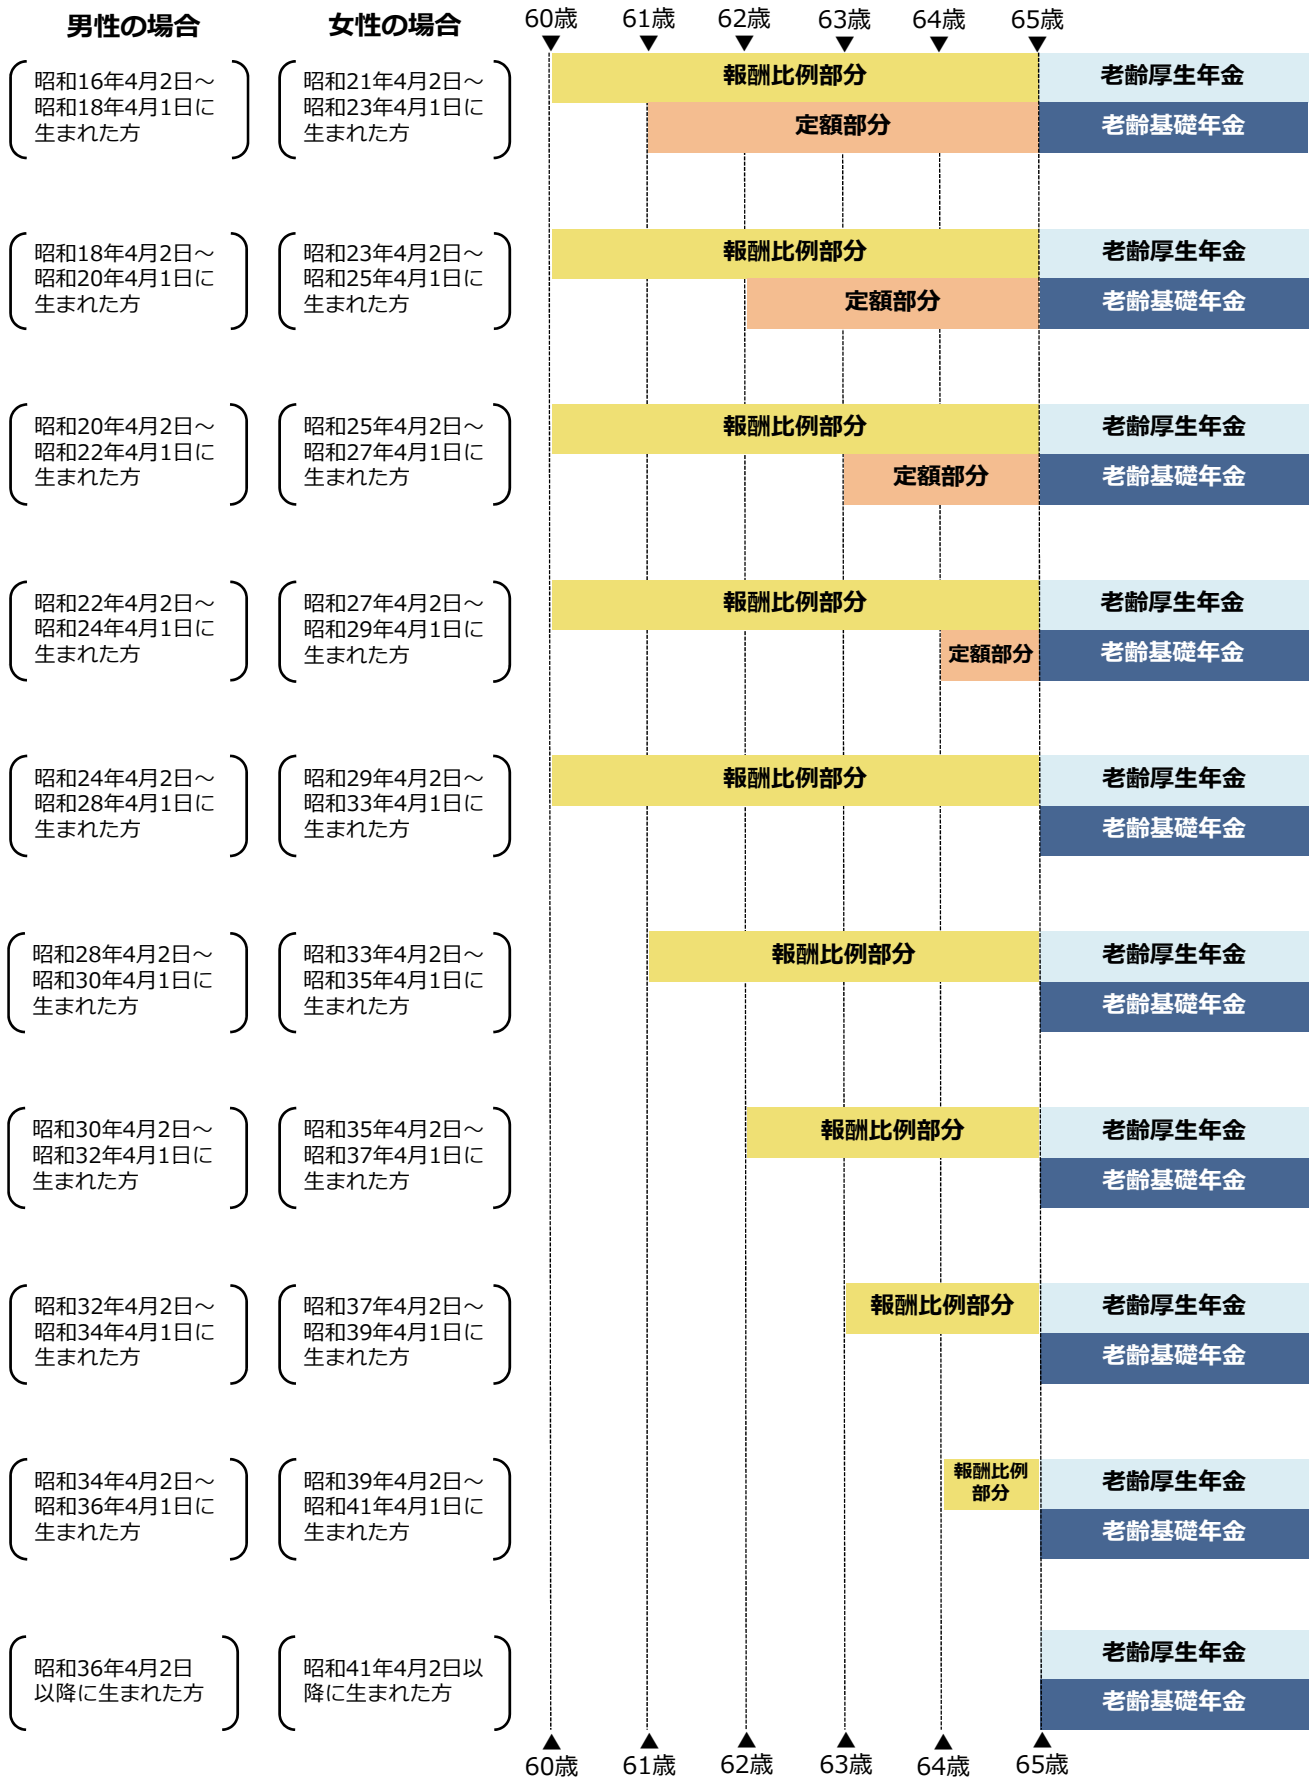 男性の場合
女性の場合
60歳 61歳 62歳 63歳 64歳 65歳
▼ ▼ ▼ ▼ ▼ ▼
昭和16年4月2日～
昭和18年4月1日に
生まれた方
昭和21年4月2日～
昭和23年4月1日に
生まれた方
報酬比例部分
老齢厚生年金
定額部分
老齢基礎年金
昭和18年4月2日～
昭和20年4月1日に
生まれた方
昭和23年4月2日～
昭和25年4月1日に
生まれた方
報酬比例部分
老齢厚生年金
定額部分
老齢基礎年金
昭和20年4月2日～
昭和22年4月1日に
生まれた方
昭和25年4月2日～
昭和27年4月1日に
生まれた方
報酬比例部分
老齢厚生年金
定額部分
老齢基礎年金
昭和22年4月2日～
昭和24年4月1日に
生まれた方
昭和27年4月2日～
昭和29年4月1日に
生まれた方
報酬比例部分
老齢厚生年金
定額部分
老齢基礎年金
昭和24年4月2日～
昭和28年4月1日に
生まれた方
昭和29年4月2日～
昭和33年4月1日に
生まれた方
報酬比例部分
老齢厚生年金
老齢基礎年金
昭和28年4月2日～
昭和30年4月1日に
生まれた方
昭和33年4月2日～
昭和35年4月1日に
生まれた方
報酬比例部分
老齢厚生年金
老齢基礎年金
昭和30年4月2日～
昭和32年4月1日に
生まれた方
昭和35年4月2日～
昭和37年4月1日に
生まれた方
報酬比例部分
老齢厚生年金
老齢基礎年金
昭和32年4月2日～
昭和34年4月1日に
生まれた方
昭和37年4月2日～
昭和39年4月1日に
生まれた方
報酬比例部分
老齢厚生年金
老齢基礎年金
昭和34年4月2日～
昭和36年4月1日に
生まれた方
昭和39年4月2日～
昭和41年4月1日に
生まれた方
報酬比例
部分
老齢厚生年金
老齢基礎年金
昭和36年4月2日
以降に生まれた方
昭和41年4月2日以
降に生まれた方
老齢厚生年金
老齢基礎年金
▲ ▲ ▲ ▲ ▲ ▲
60歳 61歳 62歳 63歳 64歳 65歳